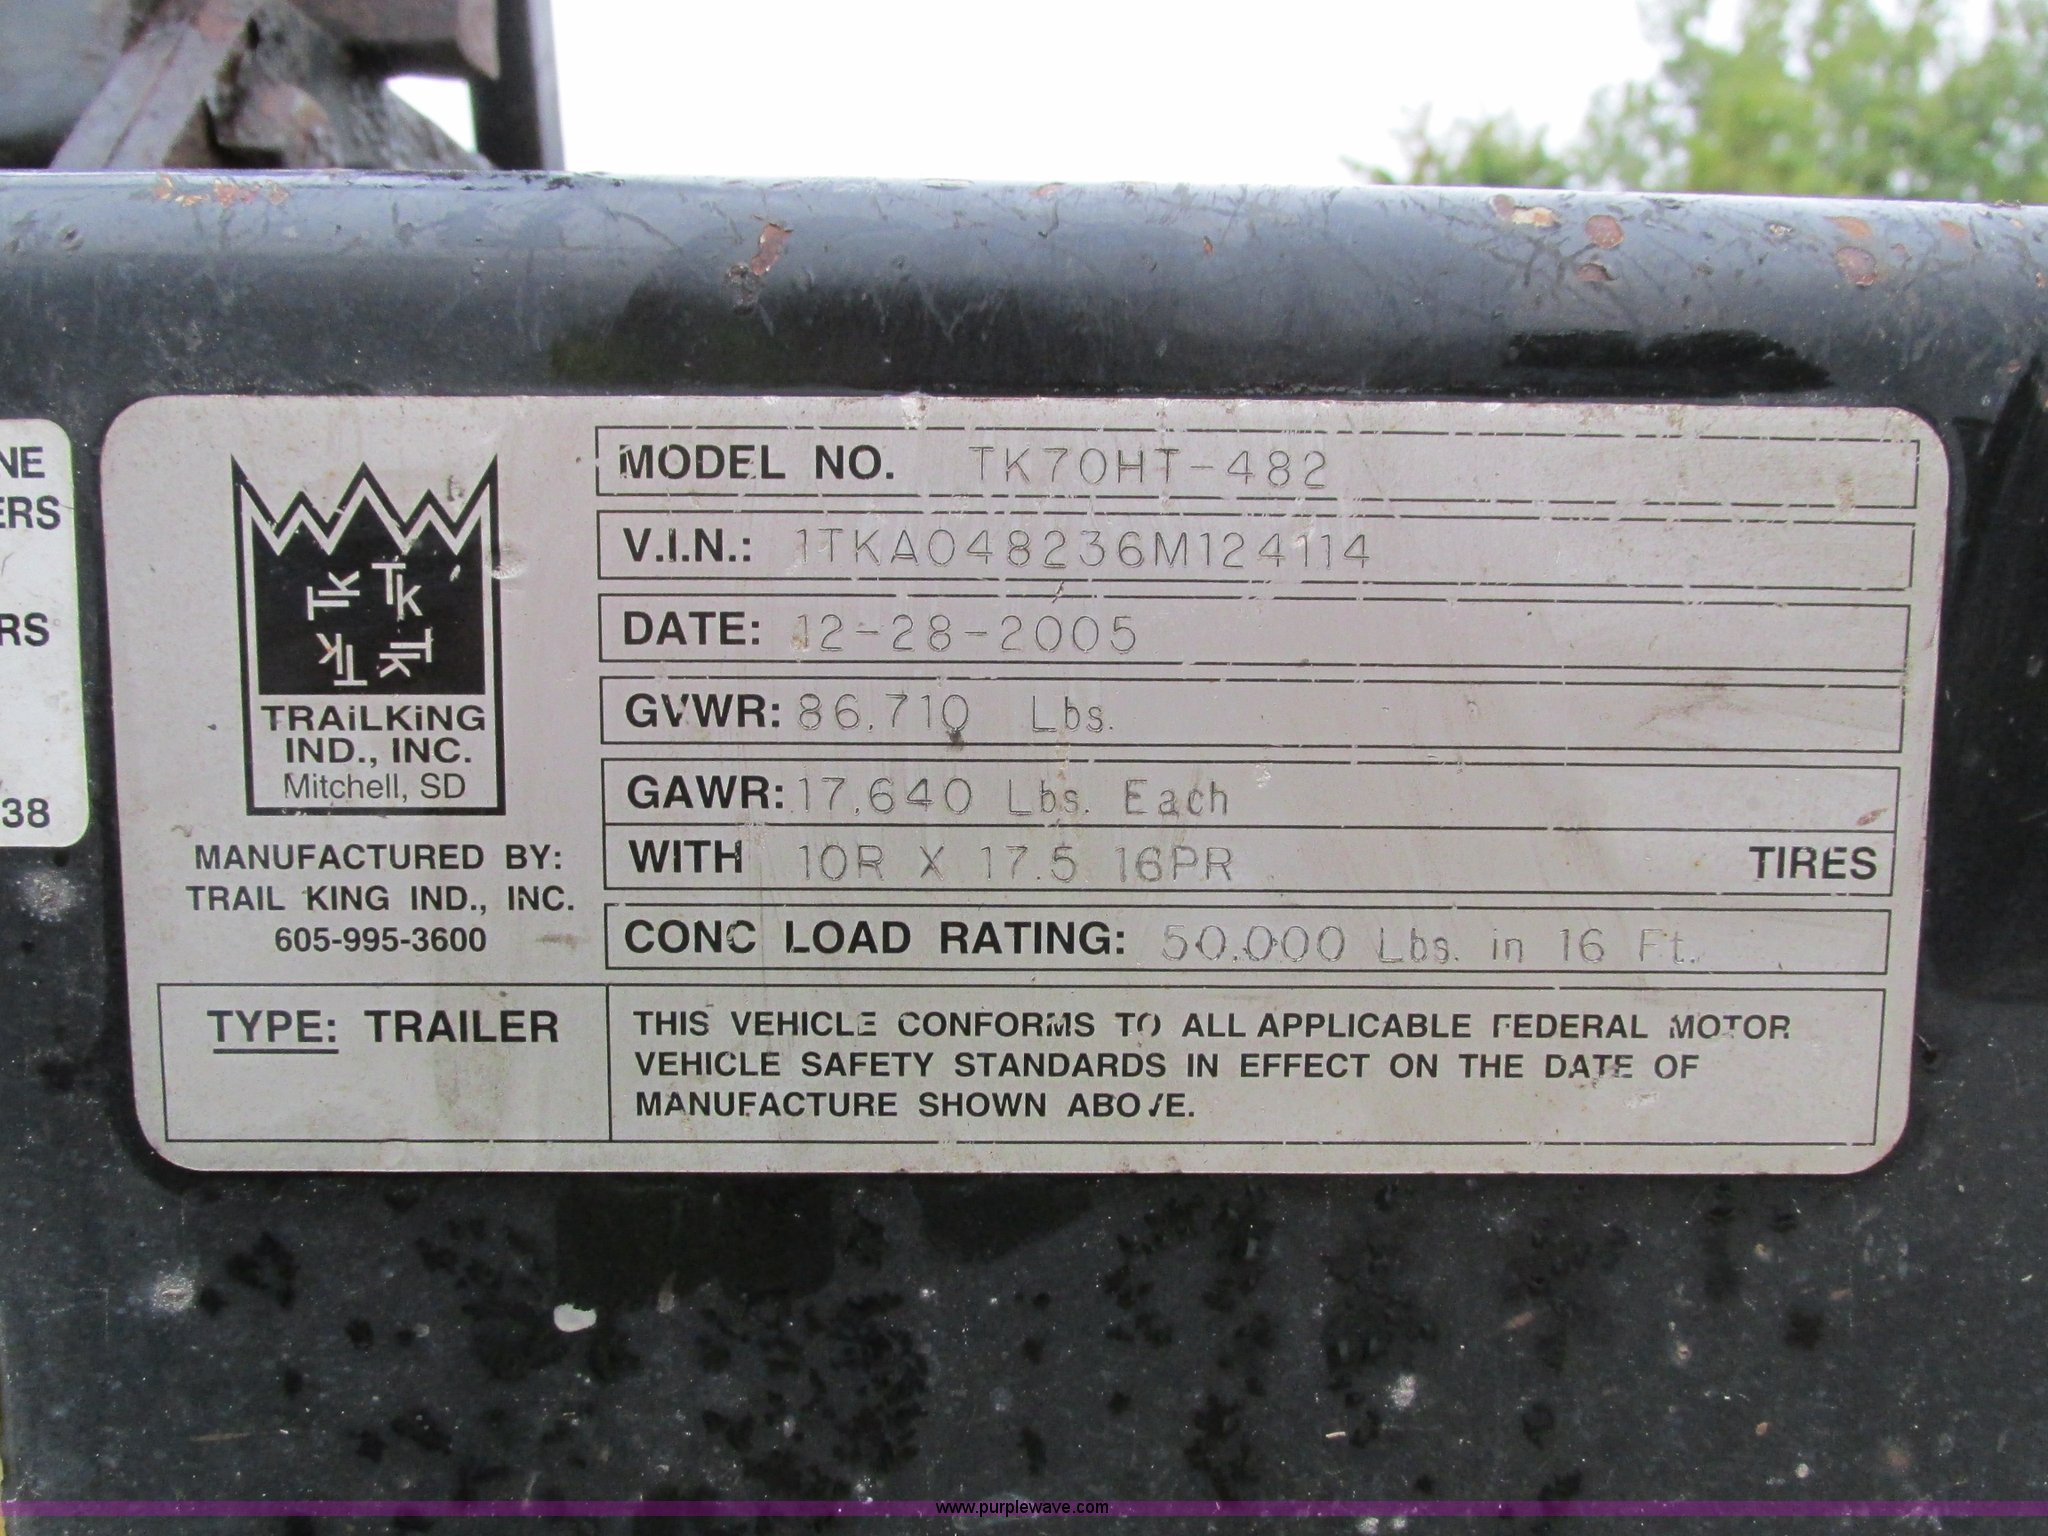 NE
ERS
RS
38
TK TK TK TK
TRAiLKiNG
IND., INC.
Mitchell, SD
MANUFACTURED BY:
TRAIL KING IND., INC.
605-995-3600
MODEL NO. TK70HT-482
V.I.N.: 1TKA048236M124114
DATE: 12-28-2005
GVWR: 86,710 Lbs.
GAWR: 17,640 Lbs. Each
WITH 10R X 17.5 16PR TIRES
CONC LOAD RATING: 50,000 Lbs. in 16 Ft.
TYPE: TRAILER
THIS VEHICLE CONFORMS TO ALL APPLICABLE FEDERAL MOTOR
VEHICLE SAFETY STANDARDS IN EFFECT ON THE DATE OF
MANUFACTURE SHOWN ABOVE.
www.purplewave.com